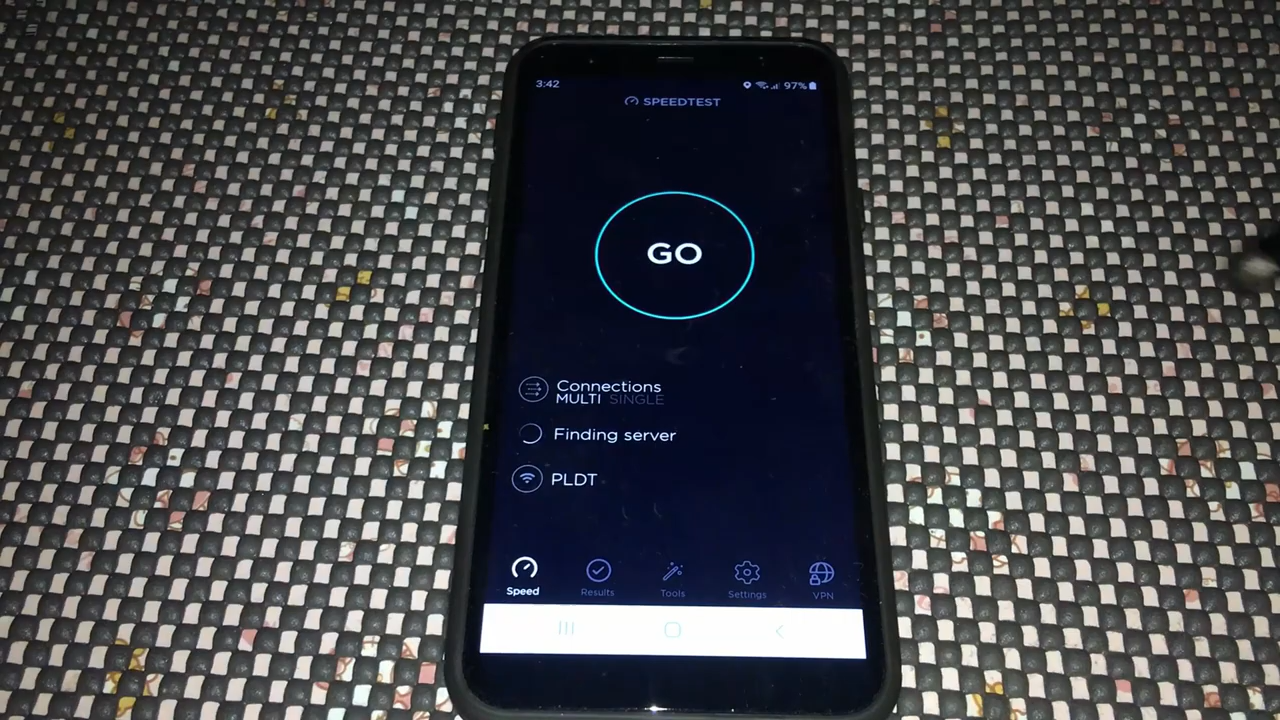 3:42 97%
SPEEDTEST
GO
Connections
MULTI SINGLE
Finding server
PLDT
Speed Results Tools Settings VPN